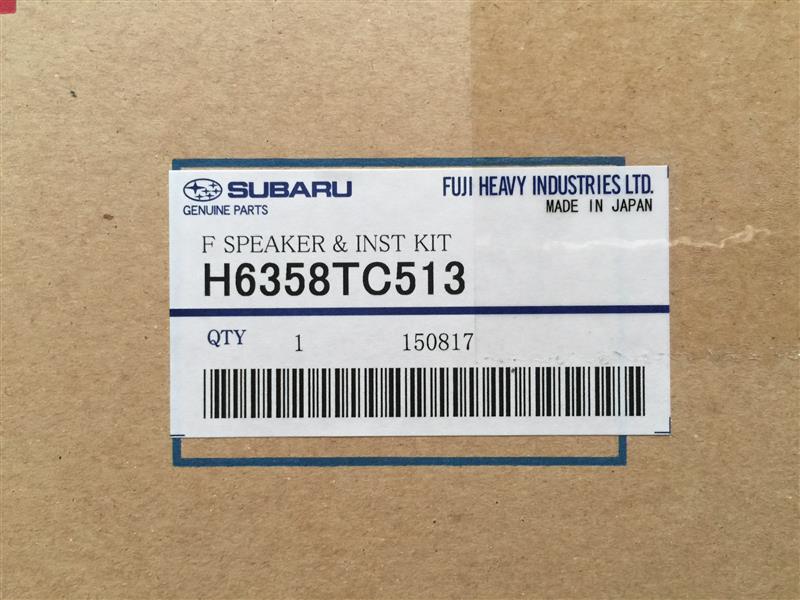 SUBARU
GENUINE PARTS
FUJI HEAVY INDUSTRIES LTD.
MADE IN JAPAN
F SPEAKER & INST KIT
H6358TC513
QTY 1 150817